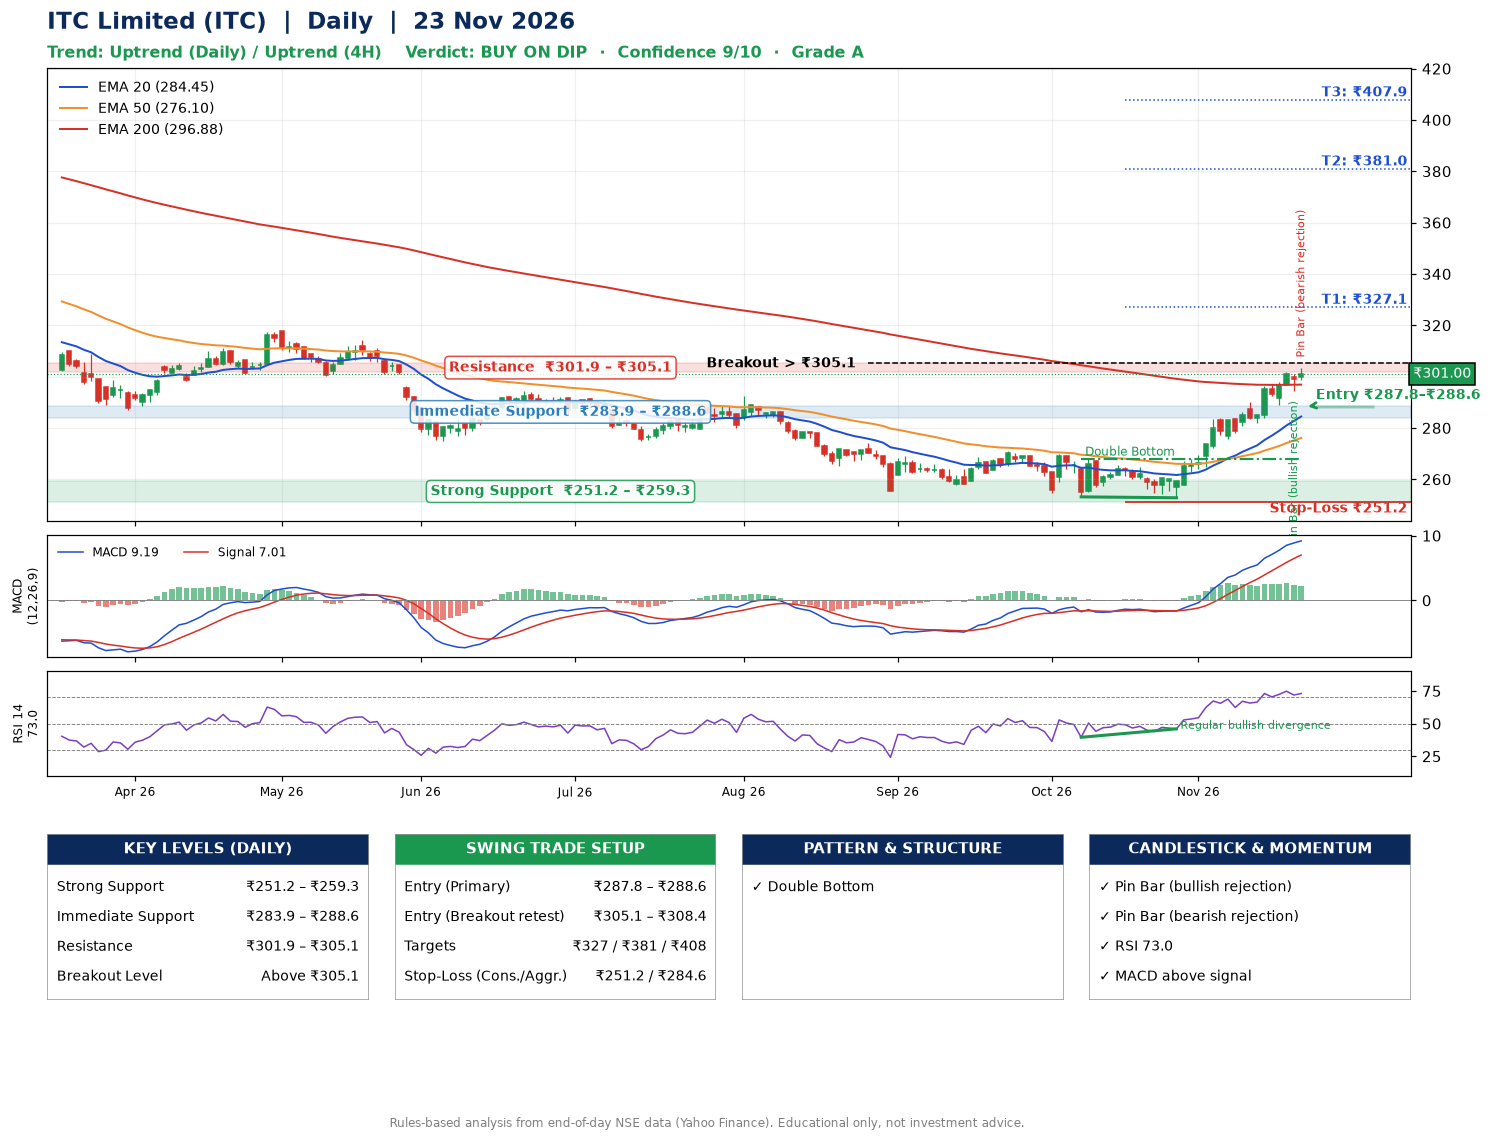 ITC Limited (ITC) | Daily | 23 Nov 2026
Trend: Uptrend (Daily) / Uptrend (4H) Verdict: BUY ON DIP · Confidence 9/10 · Grade A
EMA 20 (284.45)
EMA 50 (276.10)
EMA 200 (296.88)
T3: ₹407.9
T2: ₹381.0
T1: ₹327.1
Pin Bar (bearish rejection)
Resistance ₹301.9 – ₹305.1
Breakout > ₹305.1
₹301.00
Entry ₹287.8–₹288.6
Immediate Support ₹283.9 – ₹288.6
Double Bottom
in Bar (bullish rejection)
Strong Support ₹251.2 – ₹259.3
Stop-Loss ₹251.2
420
400
380
360
340
320
280
260
MACD 9.19
Signal 7.01
MACD
(12,26,9)
10
0
RSI 14
73.0
Regular bullish divergence
75
50
25
Apr 26
May 26
Jun 26
Jul 26
Aug 26
Sep 26
Oct 26
Nov 26
KEY LEVELS (DAILY)
Strong Support ₹251.2 – ₹259.3
Immediate Support ₹283.9 – ₹288.6
Resistance ₹301.9 – ₹305.1
Breakout Level Above ₹305.1
SWING TRADE SETUP
Entry (Primary) ₹287.8 – ₹288.6
Entry (Breakout retest) ₹305.1 – ₹308.4
Targets ₹327 / ₹381 / ₹408
Stop-Loss (Cons./Aggr.) ₹251.2 / ₹284.6
PATTERN & STRUCTURE
✓ Double Bottom
CANDLESTICK & MOMENTUM
✓ Pin Bar (bullish rejection)
✓ Pin Bar (bearish rejection)
✓ RSI 73.0
✓ MACD above signal
Rules-based analysis from end-of-day NSE data (Yahoo Finance). Educational only, not investment advice.